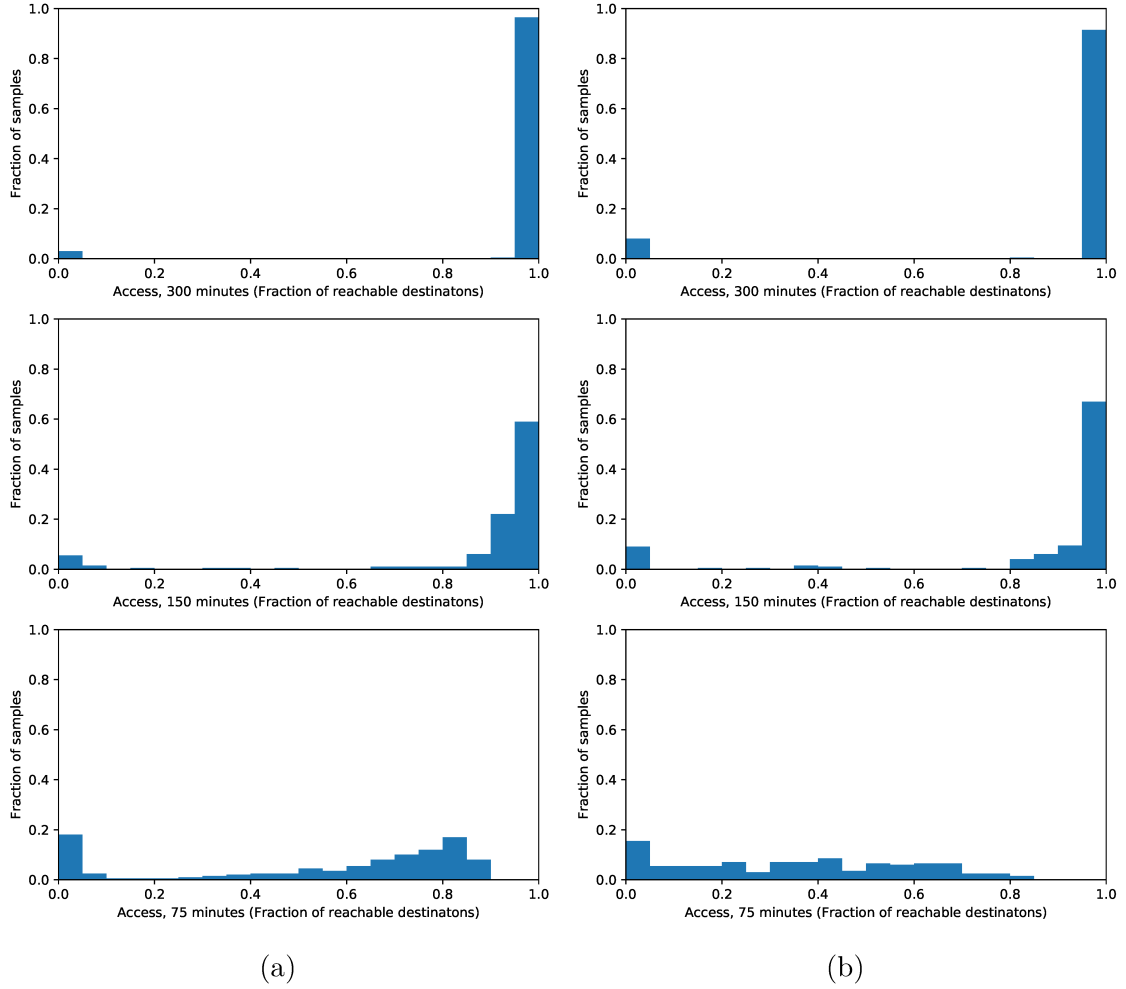 1.0
0.8
0.6
0.4
0.2
0.0
Fraction of samples
0.0 0.2 0.4 0.6 0.8 1.0
Access, 300 minutes (Fraction of reachable destinatons)
1.0
0.8
0.6
0.4
0.2
0.0
Fraction of samples
0.0 0.2 0.4 0.6 0.8 1.0
Access, 300 minutes (Fraction of reachable destinatons)
1.0
0.8
0.6
0.4
0.2
0.0
Fraction of samples
0.0 0.2 0.4 0.6 0.8 1.0
Access, 150 minutes (Fraction of reachable destinatons)
1.0
0.8
0.6
0.4
0.2
0.0
Fraction of samples
0.0 0.2 0.4 0.6 0.8 1.0
Access, 150 minutes (Fraction of reachable destinatons)
1.0
0.8
0.6
0.4
0.2
0.0
Fraction of samples
0.0 0.2 0.4 0.6 0.8 1.0
Access, 75 minutes (Fraction of reachable destinatons)
1.0
0.8
0.6
0.4
0.2
0.0
Fraction of samples
0.0 0.2 0.4 0.6 0.8 1.0
Access, 75 minutes (Fraction of reachable destinatons)
(a)
(b)